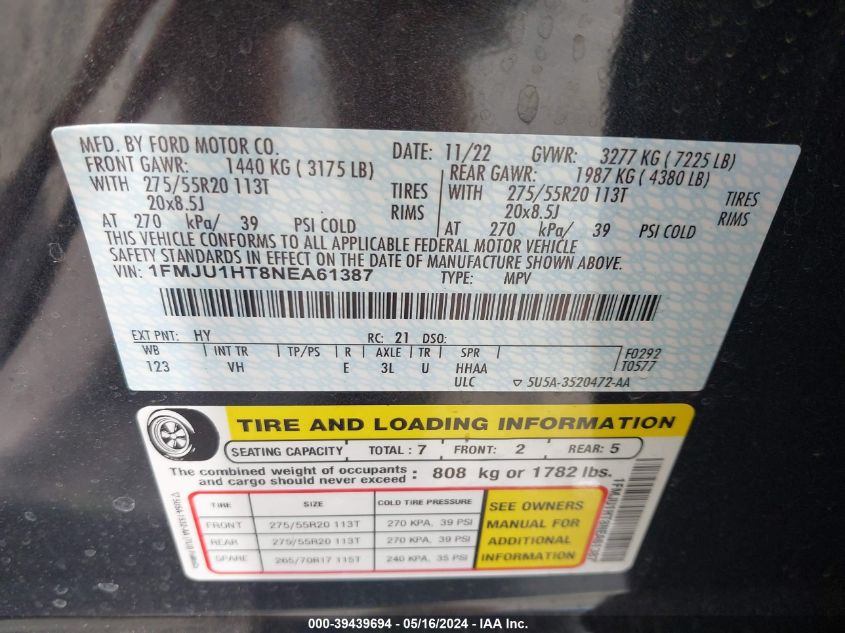 MFD. BY FORD MOTOR CO.
DATE: 11/22 GVWR: 3277 KG ( 7225 LB)
FRONT GAWR: 1440 KG ( 3175 LB)
REAR GAWR: 1987 KG ( 4380 LB)
WITH 275/55R20 113T TIRES
WITH 275/55R20 113T TIRES
20x8.5J RIMS
20x8.5J RIMS
AT 270 kPa/ 39 PSI COLD
AT 270 kPa/ 39 PSI COLD
THIS VEHICLE CONFORMS TO ALL APPLICABLE FEDERAL MOTOR VEHICLE
SAFETY STANDARDS IN EFFECT ON THE DATE OF MANUFACTURE SHOWN ABOVE.
VIN: 1FMJU1HT8NEA61387 TYPE: MPV
EXT PNT: HY RC: 21 DSO:
WB INT TR TP/PS R AXLE TR SPR F0292
123 VH E 3L U HHAA T0577
ULC ▽ 5U5A-3520472-AA
TIRE AND LOADING INFORMATION
SEATING CAPACITY TOTAL : 7 FRONT: 2 REAR: 5
The combined weight of occupants
and cargo should never exceed : 808 kg or 1782 lbs.
TIRE SIZE COLD TIRE PRESSURE
FRONT 275/55R20 113T 270 KPA, 39 PSI
REAR 275/55R20 113T 270 KPA, 39 PSI
SPARE 265/70R17 115T 240 KPA, 35 PSI
SEE OWNERS
MANUAL FOR
ADDITIONAL
INFORMATION
1FMJU1HT8NEA61387
000-39439694 - 05/16/2024 - IAA Inc.